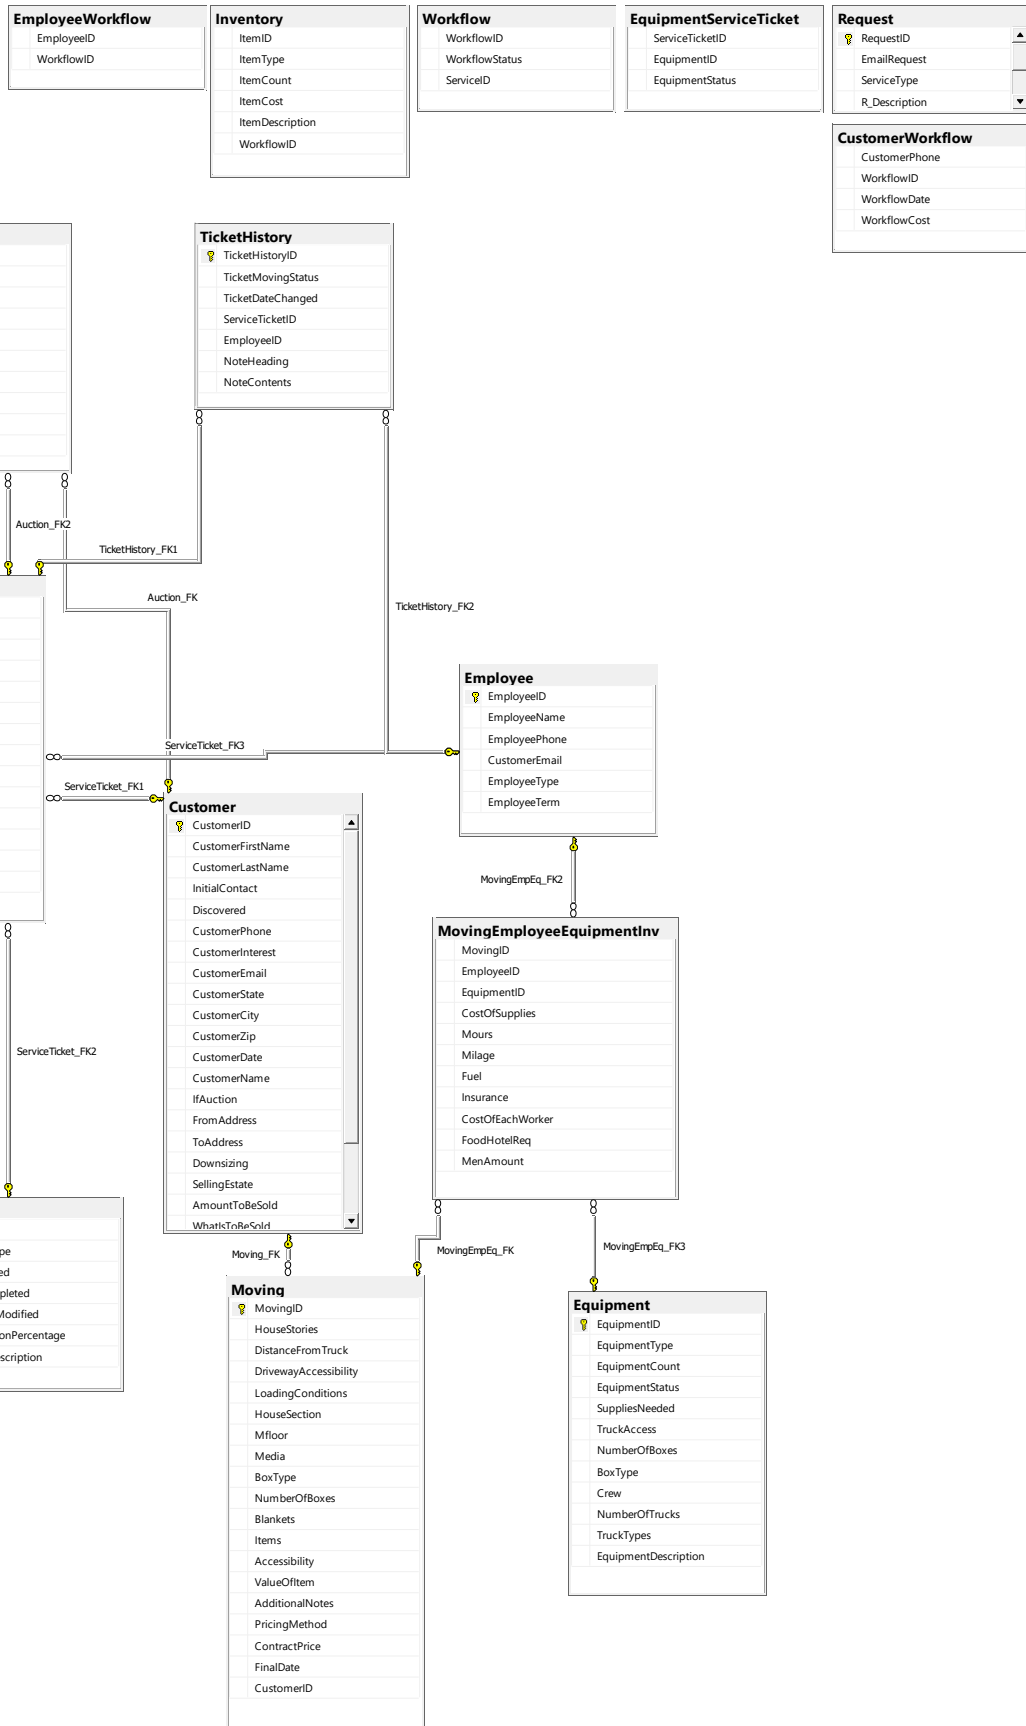 EmployeeWorkflow
EmployeeID
WorkflowID
Inventory
ItemID
ItemType
ItemCount
ItemCost
ItemDescription
WorkflowID
Workflow
WorkflowID
WorkflowStatus
ServiceID
EquipmentServiceTicket
ServiceTicketID
EquipmentID
EquipmentStatus
Request
RequestID
EmailRequest
ServiceType
R_Description
CustomerWorkflow
CustomerPhone
WorkflowID
WorkflowDate
WorkflowCost
TicketHistory
TicketHistoryID
TicketMovingStatus
TicketDateChanged
ServiceTicketID
EmployeeID
NoteHeading
NoteContents
Auction_FK2
TicketHistory_FK1
Auction_FK
TicketHistory_FK2
Employee
EmployeeID
EmployeeName
EmployeePhone
CustomerEmail
EmployeeType
EmployeeTerm
ServiceTicket_FK3
ServiceTicket_FK1
Customer
CustomerID
CustomerFirstName
CustomerLastName
InitialContact
Discovered
CustomerPhone
CustomerInterest
CustomerEmail
CustomerState
CustomerCity
CustomerZip
CustomerDate
CustomerName
IfAuction
FromAddress
ToAddress
Downsizing
SellingEstate
AmountToBeSold
WhatIsToBeSold
MovingEmpEq_FK2
MovingEmployeeEquipmentInv
MovingID
EmployeeID
EquipmentID
CostOfSupplies
Mours
Milage
Fuel
Insurance
CostOfEachWorker
FoodHotelReq
MenAmount
ServiceTicket_FK2
pe
ed
pleted
Modified
onPercentage
scription
Moving_FK
MovingEmpEq_FK
MovingEmpEq_FK3
Moving
MovingID
HouseStories
DistanceFromTruck
DrivewayAccessibility
LoadingConditions
HouseSection
Mfloor
Media
BoxType
NumberOfBoxes
Blankets
Items
Accessibility
ValueOfItem
AdditionalNotes
PricingMethod
ContractPrice
FinalDate
CustomerID
Equipment
EquipmentID
EquipmentType
EquipmentCount
EquipmentStatus
SuppliesNeeded
TruckAccess
NumberOfBoxes
BoxType
Crew
NumberOfTrucks
TruckTypes
EquipmentDescription